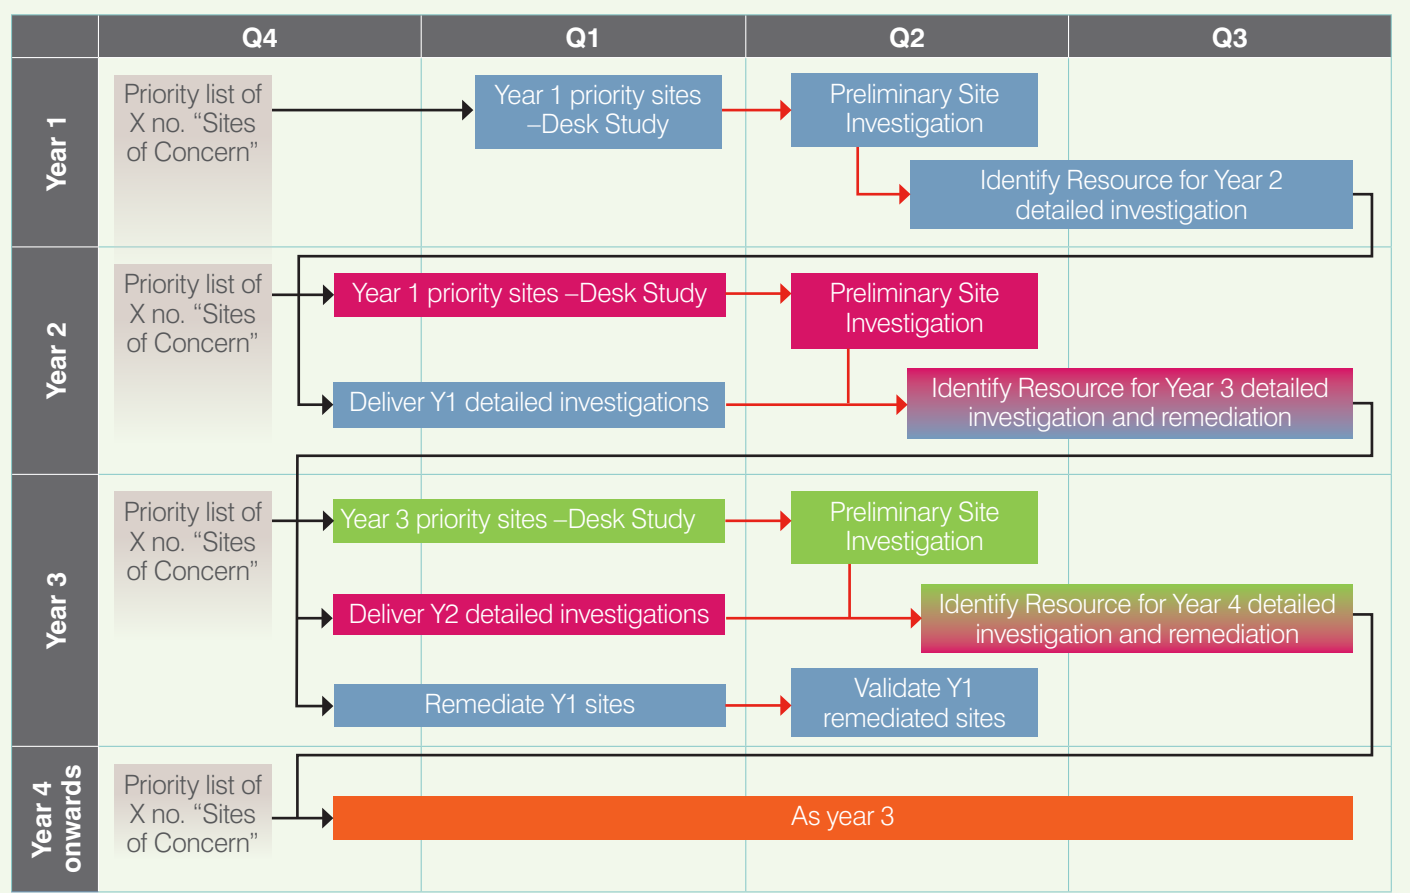 Q4
Q1
Q2
Q3
Year 1
Priority list of
X no. “Sites
of Concern”
Year 1 priority sites
–Desk Study
Preliminary Site
Investigation
Identify Resource for Year 2
detailed investigation
Year 2
Priority list of
X no. “Sites
of Concern”
Year 1 priority sites –Desk Study
Preliminary Site
Investigation
Deliver Y1 detailed investigations
Identify Resource for Year 3 detailed
investigation and remediation
Year 3
Priority list of
X no. “Sites
of Concern”
Year 3 priority sites –Desk Study
Preliminary Site
Investigation
Deliver Y2 detailed investigations
Identify Resource for Year 4 detailed
investigation and remediation
Remediate Y1 sites
Validate Y1
remediated sites
Year 4
onwards
Priority list of
X no. “Sites
of Concern”
As year 3